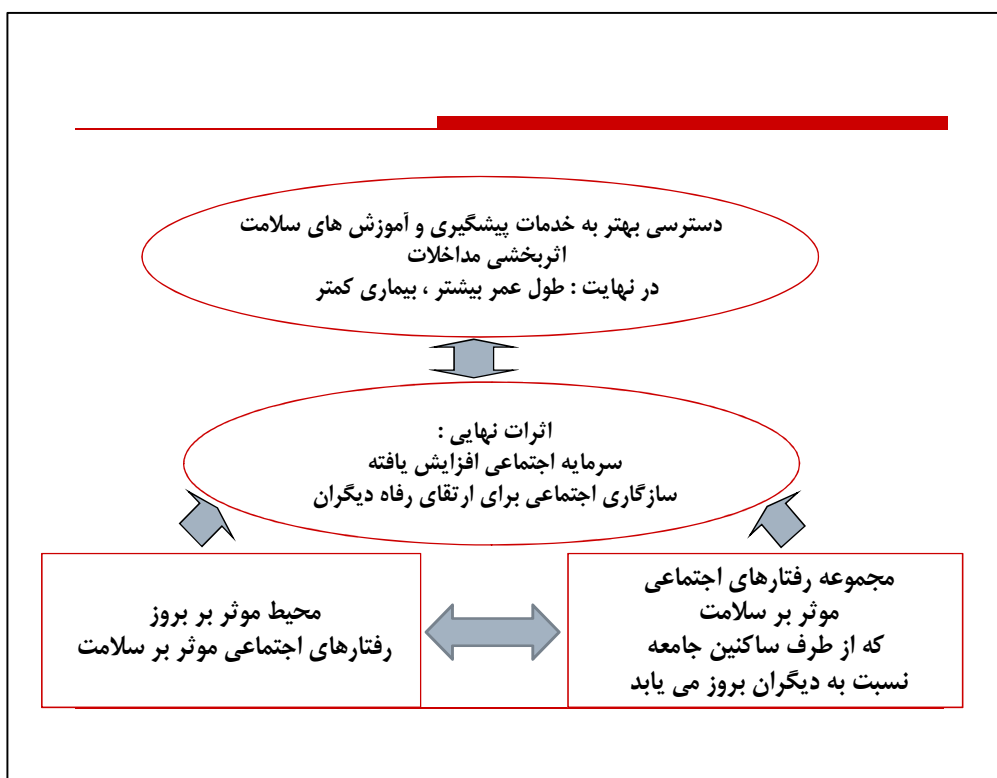 دسترسی بهتر به خدمات پیشگیری و آموزش های سلامت
اثربخشی مداخلات
در نهایت : طول عمر بیشتر ، بیماری کمتر
اثرات نهایی :
سرمایه اجتماعی افزایش یافته
سازگاری اجتماعی برای ارتقای رفاه دیگران
مجموعه رفتارهای اجتماعی
موثر بر سلامت
که از طرف ساکنین جامعه
نسبت به دیگران بروز می یابد
محیط موثر بر بروز
رفتارهای اجتماعی موثر بر سلامت